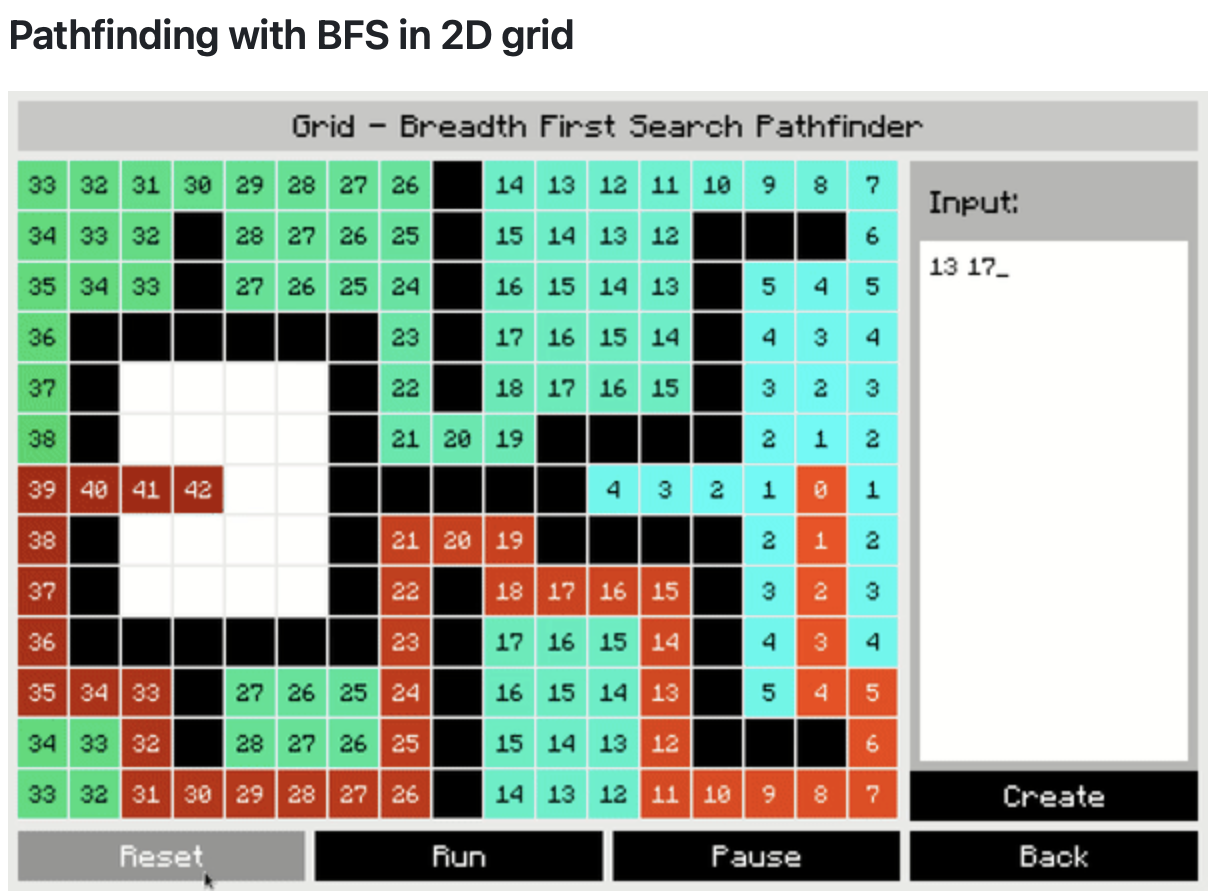 Pathfinding with BFS in 2D grid
Grid - Breadth First Search Pathfinder
33 32 31 30 29 28 27 26 14 13 12 11 10 9 8 7
34 33 32 28 27 26 25 15 14 13 12 6
35 34 33 27 26 25 24 16 15 14 13 5 4 5
36 23 17 16 15 14 4 3 4
37 22 18 17 16 15 3 2 3
38 21 20 19 2 1 2
39 40 41 42 4 3 2 1 0 1
38 21 20 19 2 1 2
37 22 18 17 16 15 3 2 3
36 23 17 16 15 14 4 3 4
35 34 33 27 26 25 24 16 15 14 13 5 4 5
34 33 32 28 27 26 25 15 14 13 12 6
33 32 31 30 29 28 27 26 14 13 12 11 10 9 8 7
Input:
13 17_
Create
Reset Run Pause Back